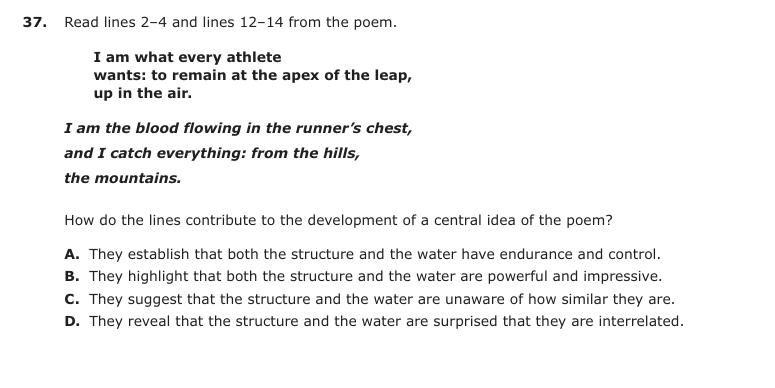 37. Read lines 2–4 and lines 12–14 from the poem.
I am what every athlete
wants: to remain at the apex of the leap,
up in the air.
I am the blood flowing in the runner’s chest,
and I catch everything: from the hills,
the mountains.
How do the lines contribute to the development of a central idea of the poem?
A. They establish that both the structure and the water have endurance and control.
B. They highlight that both the structure and the water are powerful and impressive.
C. They suggest that the structure and the water are unaware of how similar they are.
D. They reveal that the structure and the water are surprised that they are interrelated.